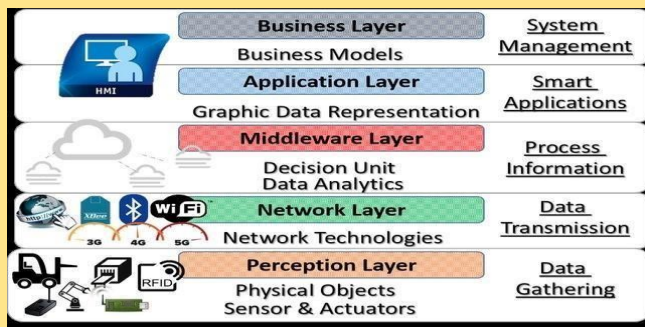 Business Layer
Business Models
System
Management
HMI
Application Layer
Graphic Data Representation
Smart
Applications
Middleware Layer
Decision Unit
Data Analytics
Process
Information
http://
XBee
WiFi
3G
4G
5G
Network Layer
Network Technologies
Data
Transmission
RFID
Perception Layer
Physical Objects
Sensor & Actuators
Data
Gathering